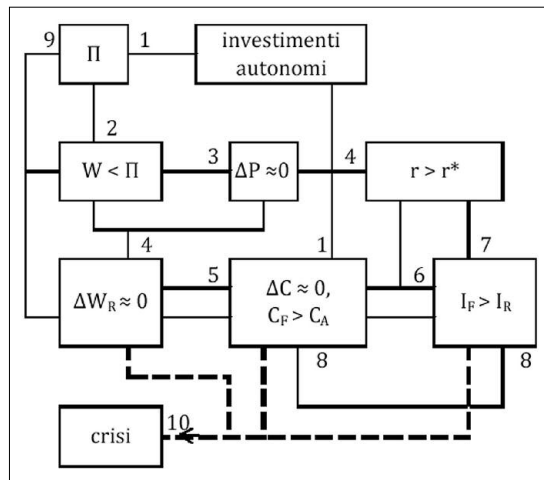 9
Π
1
investimenti
autonomi
2
W < Π
3
ΔP ≈0
4
r > r*
4
1
7
ΔW_R ≈ 0
5
ΔC ≈ 0,
C_F > C_A
6
I_F > I_R
8
8
crisi
10